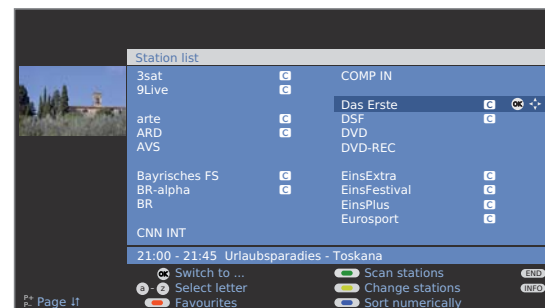 Station list
3sat C
9Live C
arte C
ARD C
AVS
Bayrisches FS C
BR-alpha C
BR
CNN INT
COMP IN
Das Erste C OK
DSF C
DVD
DVD-REC
EinsExtra C
EinsFestival C
EinsPlus C
Eurosport C
21:00 - 21:45 Urlaubsparadies - Toskana
OK Switch to ...
a - z Select letter
Favourites
Scan stations
Change stations
Sort numerically
END
INFO
P+
P- Page